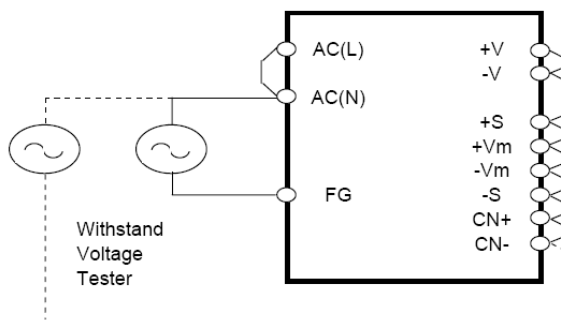 AC(L)
AC(N)
FG
+V
-V
+S
+Vm
-Vm
-S
CN+
CN-
Withstand
Voltage
Tester